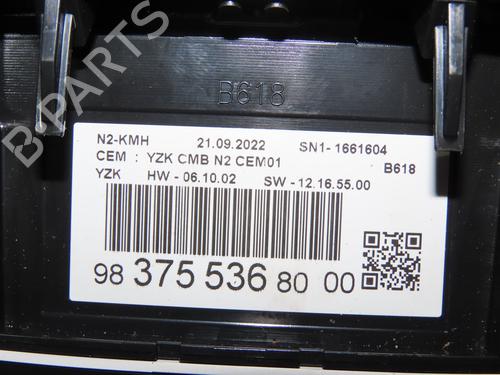 B-PARTS
B618
N2-KMH 21.09.2022 SN1- 1661604
CEM : YZK CMB N2 CEM01 B618
YZK HW - 06.10.02 SW - 12.16.55.00
98 375 536 80 00